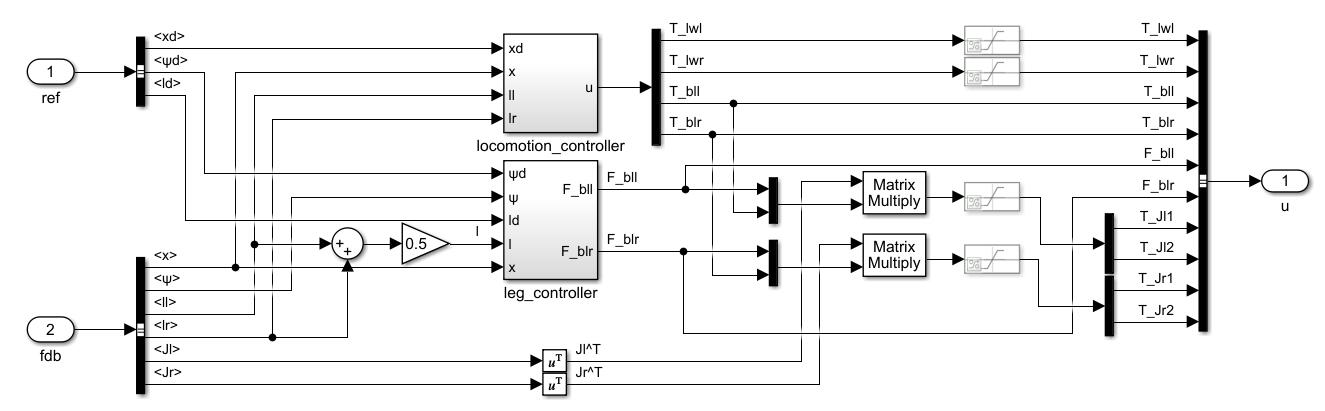 1
ref
<xd>
<ψd>
<ld>
xd
x
ll
lr
u
locomotion_controller
T_lwl
T_lwr
T_bll
T_blr
T_lwl
T_lwr
T_bll
T_blr
F_bll
F_blr
T_Jl1
T_Jl2
T_Jr1
T_Jr2
1
u
ψd
ψ
ld
l
x
F_bll
F_blr
leg_controller
F_bll
F_blr
Matrix
Multiply
Matrix
Multiply
+
+
0.5
l
2
fdb
<x>
<ψ>
<ll>
<lr>
<Jl>
<Jr>
uT
uT
Jl^T
Jr^T